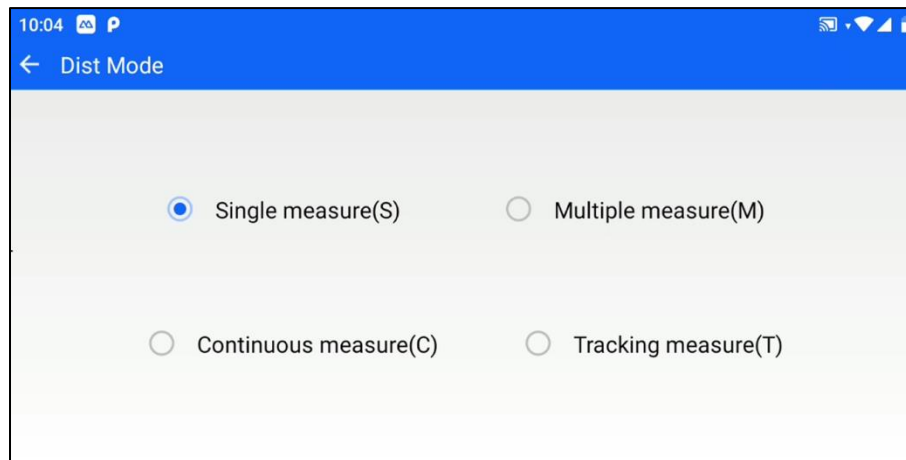 10:04
Dist Mode
Single measure(S) Multiple measure(M)
Continuous measure(C) Tracking measure(T)